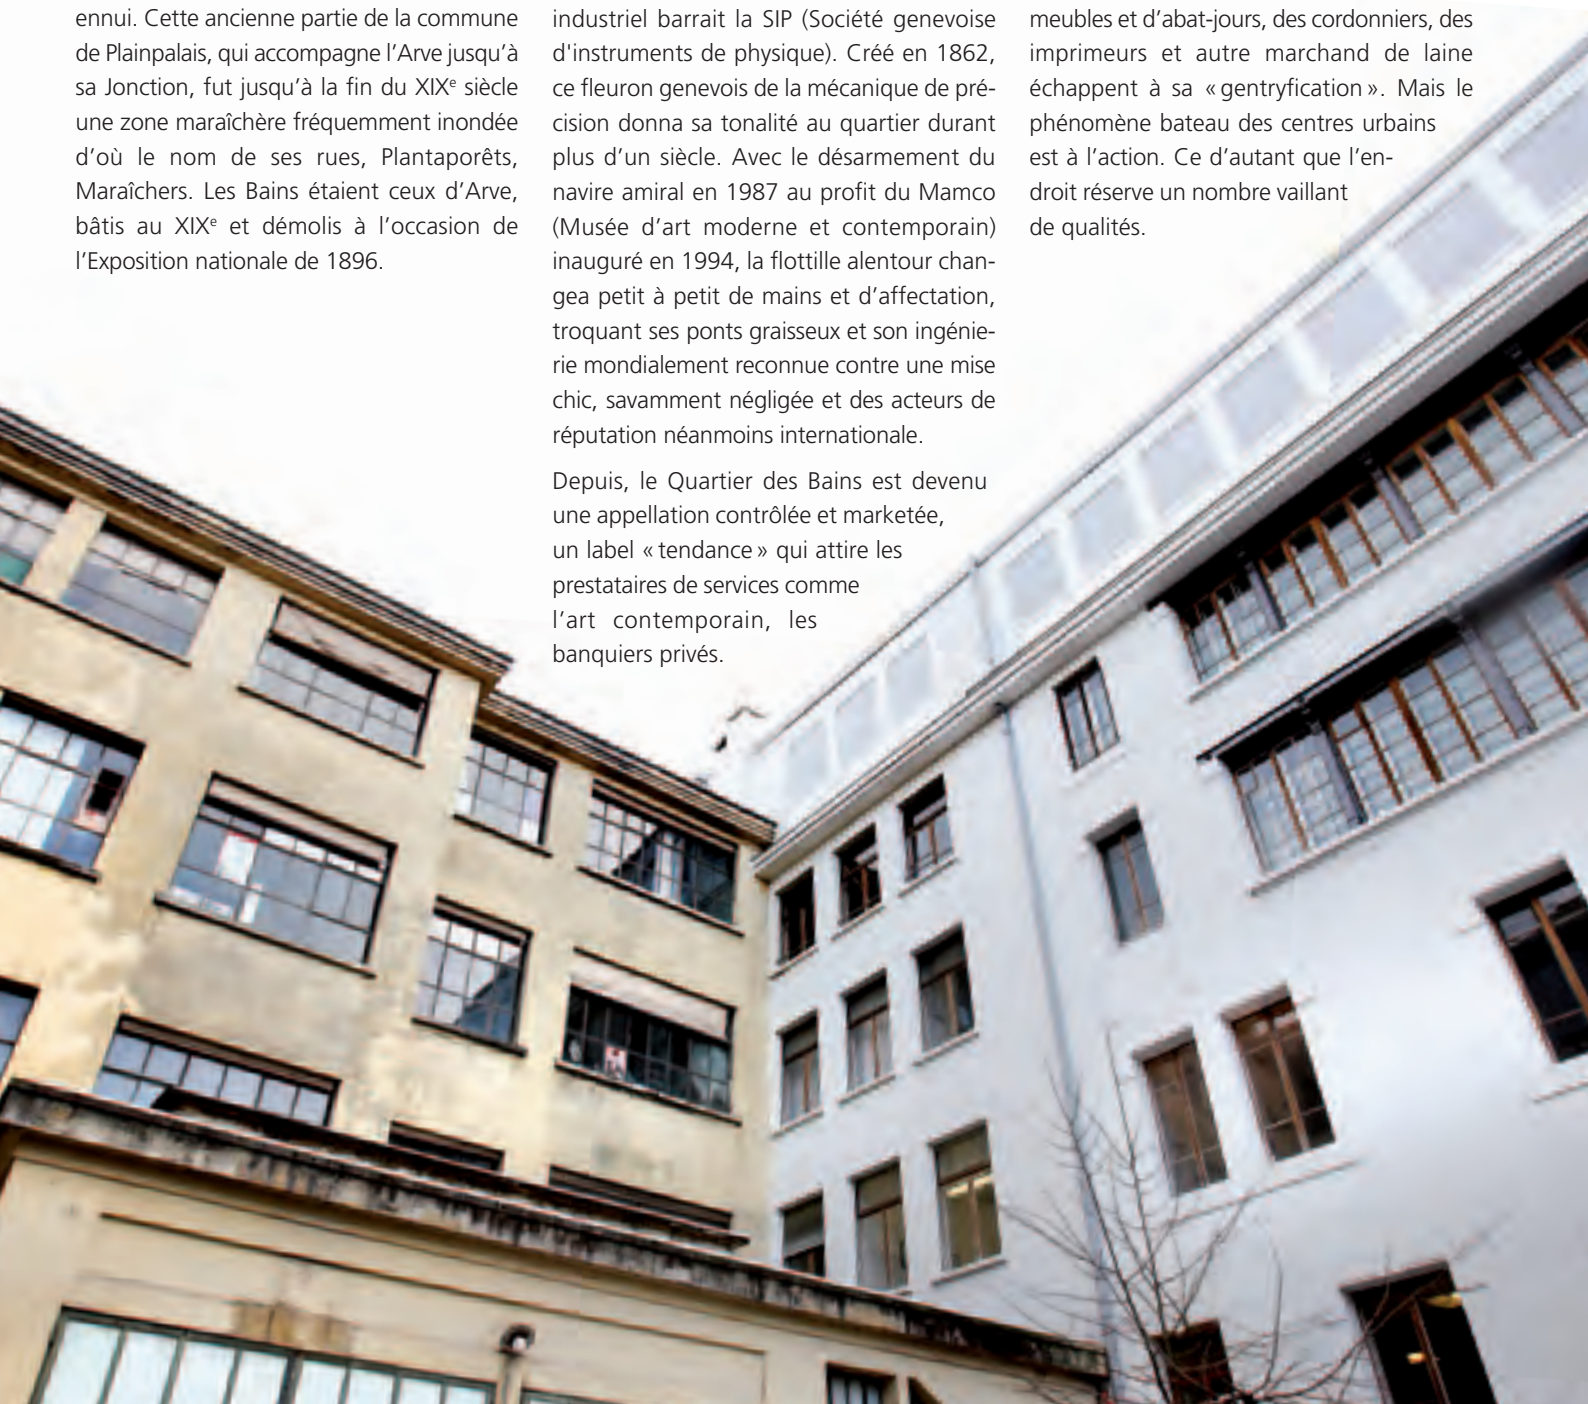 ennui. Cette ancienne partie de la commune
de Plainpalais, qui accompagne l’Arve jusqu’à
sa Jonction, fut jusqu’à la fin du XIXᵉ siècle
une zone maraîchère fréquemment inondée
d’où le nom de ses rues, Plantaporêts,
Maraîchers. Les Bains étaient ceux d’Arve,
bâtis au XIXᵉ et démolis à l’occasion de
l’Exposition nationale de 1896.
industriel barrait la SIP (Société genevoise
d'instruments de physique). Créé en 1862,
ce fleuron genevois de la mécanique de pré-
cision donna sa tonalité au quartier durant
plus d’un siècle. Avec le désarmement du
navire amiral en 1987 au profit du Mamco
(Musée d’art moderne et contemporain)
inauguré en 1994, la flottille alentour chan-
gea petit à petit de mains et d’affectation,
troquant ses ponts graisseux et son ingénie-
rie mondialement reconnue contre une mise
chic, savamment négligée et des acteurs de
réputation néanmoins internationale.
Depuis, le Quartier des Bains est devenu
une appellation contrôlée et marketée,
un label « tendance » qui attire les
prestataires de services comme
l’art contemporain, les
banquiers privés.
meubles et d’abat-jours, des cordonniers, des
imprimeurs et autre marchand de laine
échappent à sa « gentryfication ». Mais le
phénomène bateau des centres urbains
est à l’action. Ce d’autant que l’en-
droit réserve un nombre vaillant
de qualités.